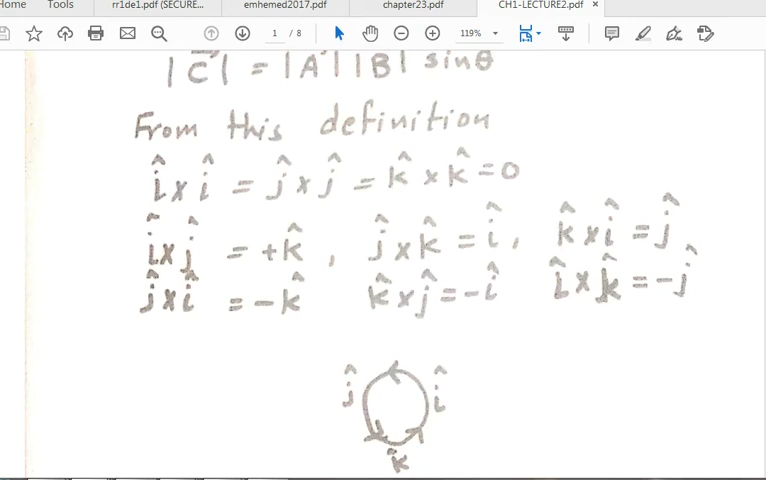 ome Tools rr1de1.pdf (SECURE... emhemed2017.pdf chapter23.pdf CH1-LECTURE2.pdf ×
1 / 8 119%
|C⃗| = |A⃗| |B| sinθ
From this definition
î x î = ĵ x ĵ = k̂ x k̂ = 0
î x ĵ = +k̂ , ĵ x k̂ = î , k̂ x î = ĵ
ĵ x î = -k̂ k̂ x ĵ = -î î x k̂ = -ĵ
ĵ î
k̂